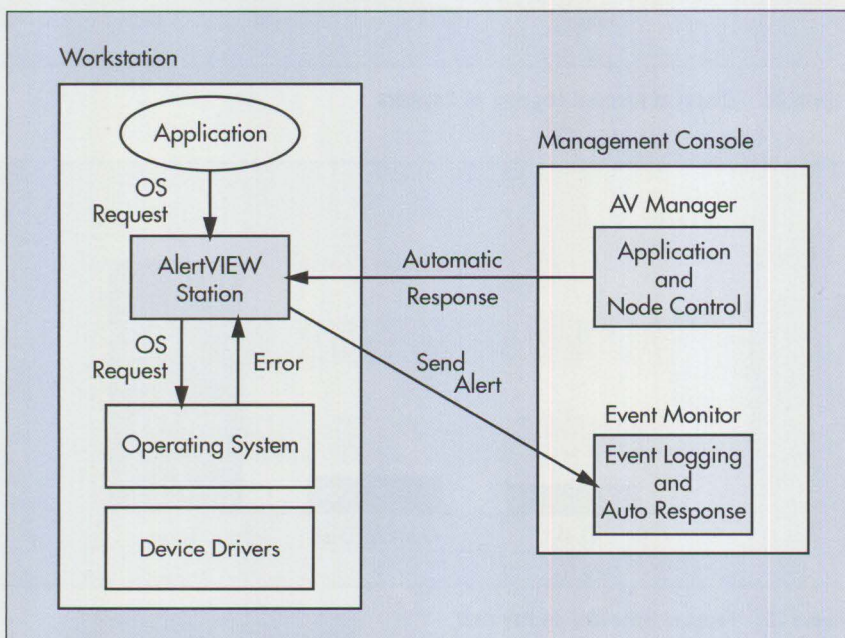 Workstation
Application
OS
Request
AlertVIEW
Station
OS
Request
Error
Operating System
Device Drivers
Automatic
Response
Send
Alert
Management Console
AV Manager
Application
and
Node Control
Event Monitor
Event Logging
and
Auto Response